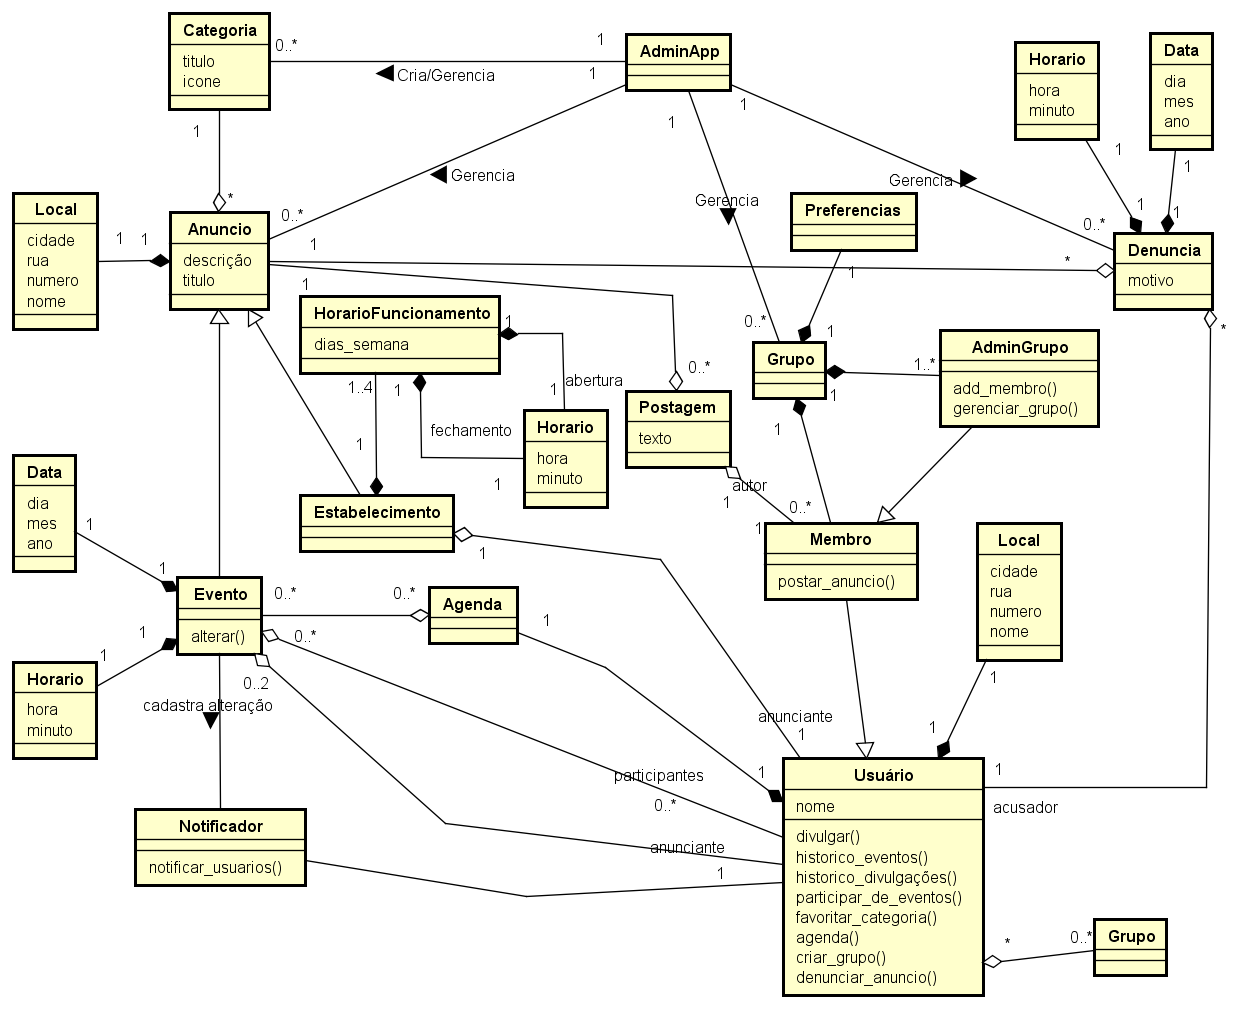 Categoria
titulo
icone
0..*
1
AdminApp
Cria/Gerencia
1
1
1
1
Horario
hora
minuto
1
1
Data
dia
mes
ano
1
1
Gerencia
Gerencia
Gerencia
Local
cidade
rua
numero
nome
1
1
1
*
Anuncio
descrição
titulo
0..*
1
1
Preferencias
1
1
0..*
*
Denuncia
motivo
*
HorarioFuncionamento
dias_semana
1
1..4
1
1
abertura
fechamento
1
1
Horario
hora
minuto
0..*
Postagem
texto
autor
1
1
0..*
Grupo
1
1
1..*
AdminGrupo
add_membro()
gerenciar_grupo()
0..*
Membro
postar_anuncio()
Estabelecimento
1
Data
dia
mes
ano
1
1
Local
cidade
rua
numero
nome
1
1
Evento
alterar()
0..*
0..*
Agenda
1
0..*
0..2
1
1
Horario
hora
minuto
cadastra alteração
anunciante
1
participantes
0..*
1
anunciante
1
Notificador
notificar_usuarios()
Usuário
nome
divulgar()
historico_eventos()
historico_divulgações()
participar_de_eventos()
favoritar_categoria()
agenda()
criar_grupo()
denunciar_anuncio()
1
acusador
*
0..*
Grupo